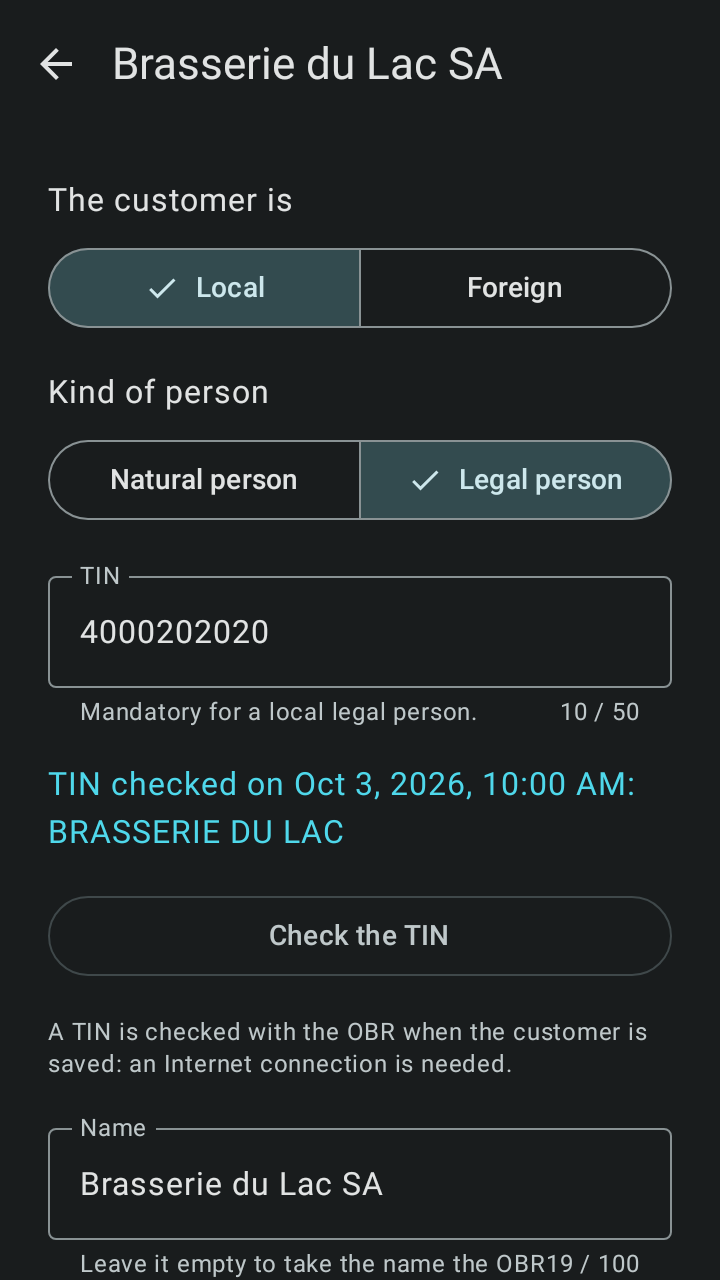 Brasserie du Lac SA
The customer is
Local
Foreign
Kind of person
Natural person
Legal person
TIN
4000202020
Mandatory for a local legal person.
10 / 50
TIN checked on Oct 3, 2026, 10:00 AM:
BRASSERIE DU LAC
Check the TIN
A TIN is checked with the OBR when the customer is
saved: an Internet connection is needed.
Name
Brasserie du Lac SA
Leave it empty to take the name the OBR
19 / 100